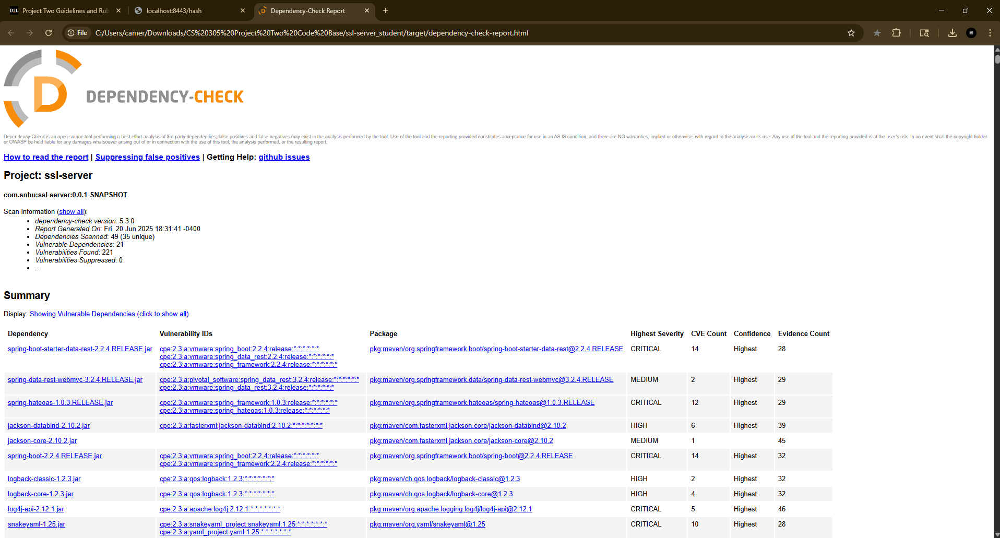 D2L Project Two Guidelines and Rub
localhost:8443/hash
Dependency-Check Report
File C:/Users/camer/Downloads/CS%20305%20Project%20Two%20Code%20Base/ssl-server_student/target/dependency-check-report.html
D DEPENDENCY-CHECK
Dependency-Check is an open source tool performing a best effort analysis of 3rd party dependencies; false positives and false negatives may exist in the analysis performed by the tool. Use of the tool and the reporting provided constitutes acceptance for use in an AS IS condition, and there are NO warranties, implied or otherwise, with regard to the analysis or its use. Any use of the tool and the reporting provided is at the user's risk. In no event shall the copyright holder
or OWASP be held liable for any damages whatsoever arising out of or in connection with the use of this tool, the analysis performed, or the resulting report.
How to read the report | Suppressing false positives | Getting Help: github issues
Project: ssl-server
com.snhu:ssl-server:0.0.1-SNAPSHOT
Scan Information (show all):
• dependency-check version: 5.3.0
• Report Generated On: Fri, 20 Jun 2025 18:31:41 -0400
• Dependencies Scanned: 49 (35 unique)
• Vulnerable Dependencies: 21
• Vulnerabilities Found: 221
• Vulnerabilities Suppressed: 0
• ...
Summary
Display: Showing Vulnerable Dependencies (click to show all)
Dependency Vulnerability IDs Package Highest Severity CVE Count Confidence Evidence Count
spring-boot-starter-data-rest-2.2.4.RELEASE.jar cpe:2.3:a:vmware:spring_boot:2.2.4:release:*:*:*:*:*:* pkg:maven/org.springframework.boot/spring-boot-starter-data-rest@2.2.4.RELEASE CRITICAL 14 Highest 28
cpe:2.3:a:vmware:spring_data_rest:2.2.4:release:*:*:*:*:*:*
cpe:2.3:a:vmware:spring_framework:2.2.4:release:*:*:*:*:*:*
spring-data-rest-webmvc-3.2.4.RELEASE.jar cpe:2.3:a:pivotal_software:spring_data_rest:3.2.4:release:*:*:*:*:*:* pkg:maven/org.springframework.data/spring-data-rest-webmvc@3.2.4.RELEASE MEDIUM 2 Highest 29
cpe:2.3:a:vmware:spring_data_rest:3.2.4:release:*:*:*:*:*:*
spring-hateoas-1.0.3.RELEASE.jar cpe:2.3:a:vmware:spring_framework:1.0.3:release:*:*:*:*:*:* pkg:maven/org.springframework.hateoas/spring-hateoas@1.0.3.RELEASE CRITICAL 12 Highest 29
cpe:2.3:a:vmware:spring_hateoas:1.0.3:release:*:*:*:*:*:*
jackson-databind-2.10.2.jar cpe:2.3:a:fasterxml:jackson-databind:2.10.2:*:*:*:*:*:*:* pkg:maven/com.fasterxml.jackson.core/jackson-databind@2.10.2 HIGH 6 Highest 39
jackson-core-2.10.2.jar pkg:maven/com.fasterxml.jackson.core/jackson-core@2.10.2 MEDIUM 1 45
spring-boot-2.2.4.RELEASE.jar cpe:2.3:a:vmware:spring_boot:2.2.4:release:*:*:*:*:*:* pkg:maven/org.springframework.boot/spring-boot@2.2.4.RELEASE CRITICAL 14 Highest 32
cpe:2.3:a:vmware:spring_framework:2.2.4:release:*:*:*:*:*:*
logback-classic-1.2.3.jar cpe:2.3:a:qos:logback:1.2.3:*:*:*:*:*:*:* pkg:maven/ch.qos.logback/logback-classic@1.2.3 HIGH 2 Highest 32
logback-core-1.2.3.jar cpe:2.3:a:qos:logback:1.2.3:*:*:*:*:*:*:* pkg:maven/ch.qos.logback/logback-core@1.2.3 HIGH 4 Highest 32
log4j-api-2.12.1.jar cpe:2.3:a:apache:log4j:2.12.1:*:*:*:*:*:*:* pkg:maven/org.apache.logging.log4j/log4j-api@2.12.1 CRITICAL 5 Highest 46
snakeyaml-1.25.jar cpe:2.3:a:snakeyaml_project:snakeyaml:1.25:*:*:*:*:*:*:* pkg:maven/org.yaml/snakeyaml@1.25 CRITICAL 10 Highest 28
cpe:2.3:a:yaml_project:yaml:1.25:*:*:*:*:*:*:*